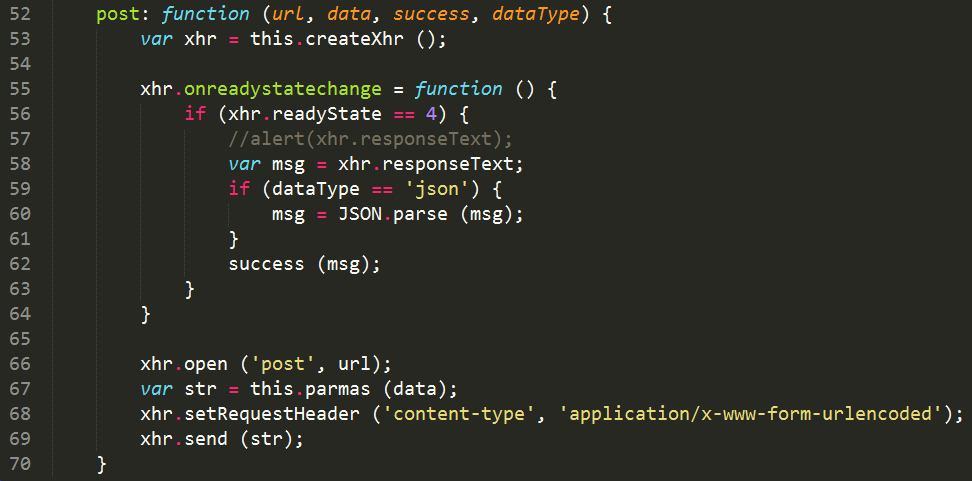 52 post: function (url, data, success, dataType) {
53 var xhr = this.createXhr ();
54
55 xhr.onreadystatechange = function () {
56 if (xhr.readyState == 4) {
57 //alert(xhr.responseText);
58 var msg = xhr.responseText;
59 if (dataType == 'json') {
60 msg = JSON.parse (msg);
61 }
62 success (msg);
63 }
64 }
65
66 xhr.open ('post', url);
67 var str = this.parmas (data);
68 xhr.setRequestHeader ('content-type', 'application/x-www-form-urlencoded');
69 xhr.send (str);
70 }